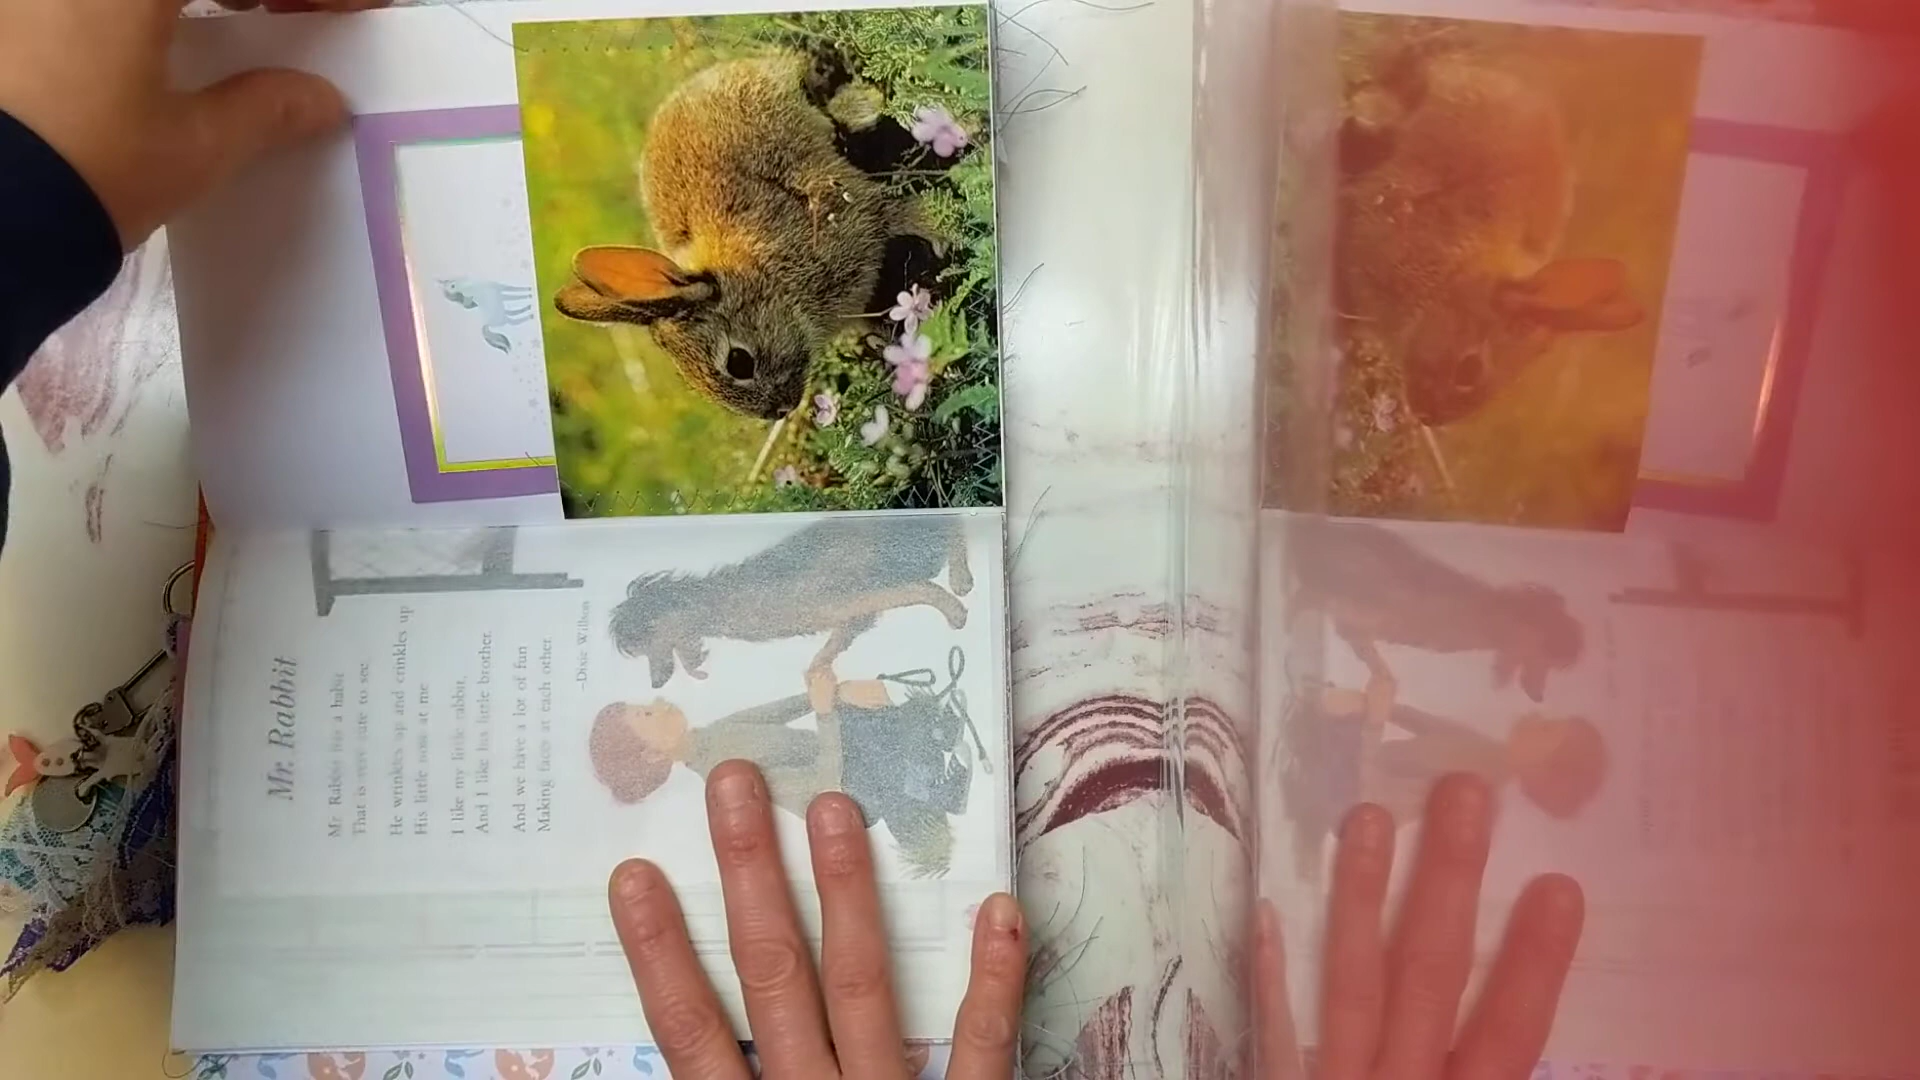 Mr. Rabbit
Mr. Rabbit has a habit
That is very cute to see.
He wrinkles up and crinkles up
His little nose at me
I like my little rabbit,
And I like his little brother.
And we have a lot of fun
Making faces at each other
—Dixie Willson